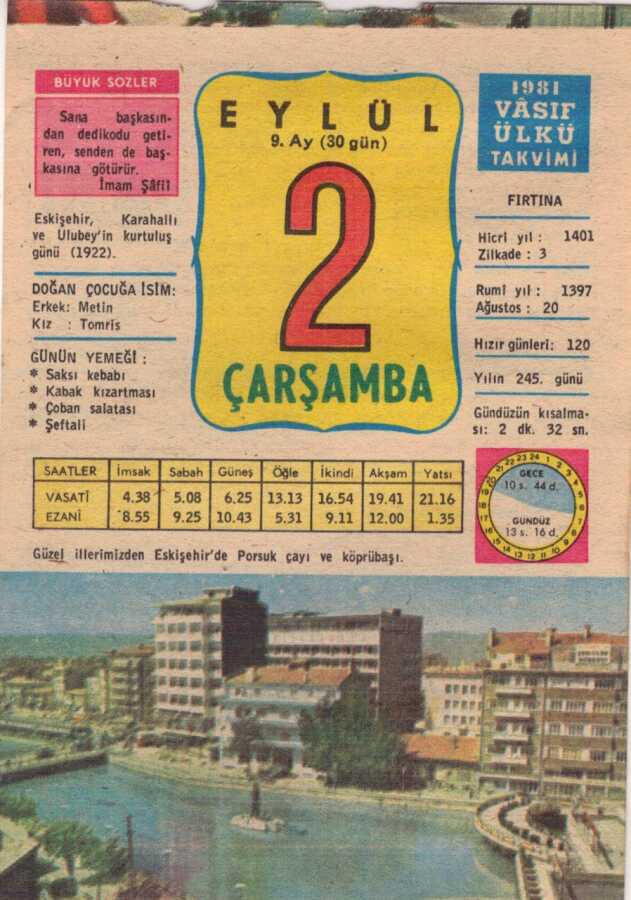 BÜYÜK SÖZLER
Sana başkasın-
dan dedikodu geti-
ren, senden de baş-
kasına götürür.
İmam Şâfiî
Eskişehir, Karahallı
ve Ulubey'in kurtuluş
günü (1922).
DOĞAN ÇOCUĞA İSİM:
Erkek: Metin
Kız : Tomris
GÜNÜN YEMEĞİ :
* Saksı kebabı
* Kabak kızartması
* Çoban salatası
* Şeftali
EYLÜL
9. Ay (30 gün)
2
ÇARŞAMBA
1981
VÂSIF
ÜLKÜ
TAKVİMİ
FIRTINA
Hicrî yıl : 1401
Zilkade : 3
Rumî yıl : 1397
Ağustos : 20
Hızır günleri: 120
Yılın 245. günü
Gündüzün kısalma-
sı: 2 dk. 32 sn.
SAATLER İmsak Sabah Güneş Öğle İkindi Akşam Yatsı
VASATÎ 4.38 5.08 6.25 13.13 16.54 19.41 21.16
EZANÎ 8.55 9.25 10.43 5.31 9.11 12.00 1.35
GECE
10 s. 44 d.
GÜNDÜZ
13 s. 16 d.
Güzel illerimizden Eskişehir'de Porsuk çayı ve köprübaşı.